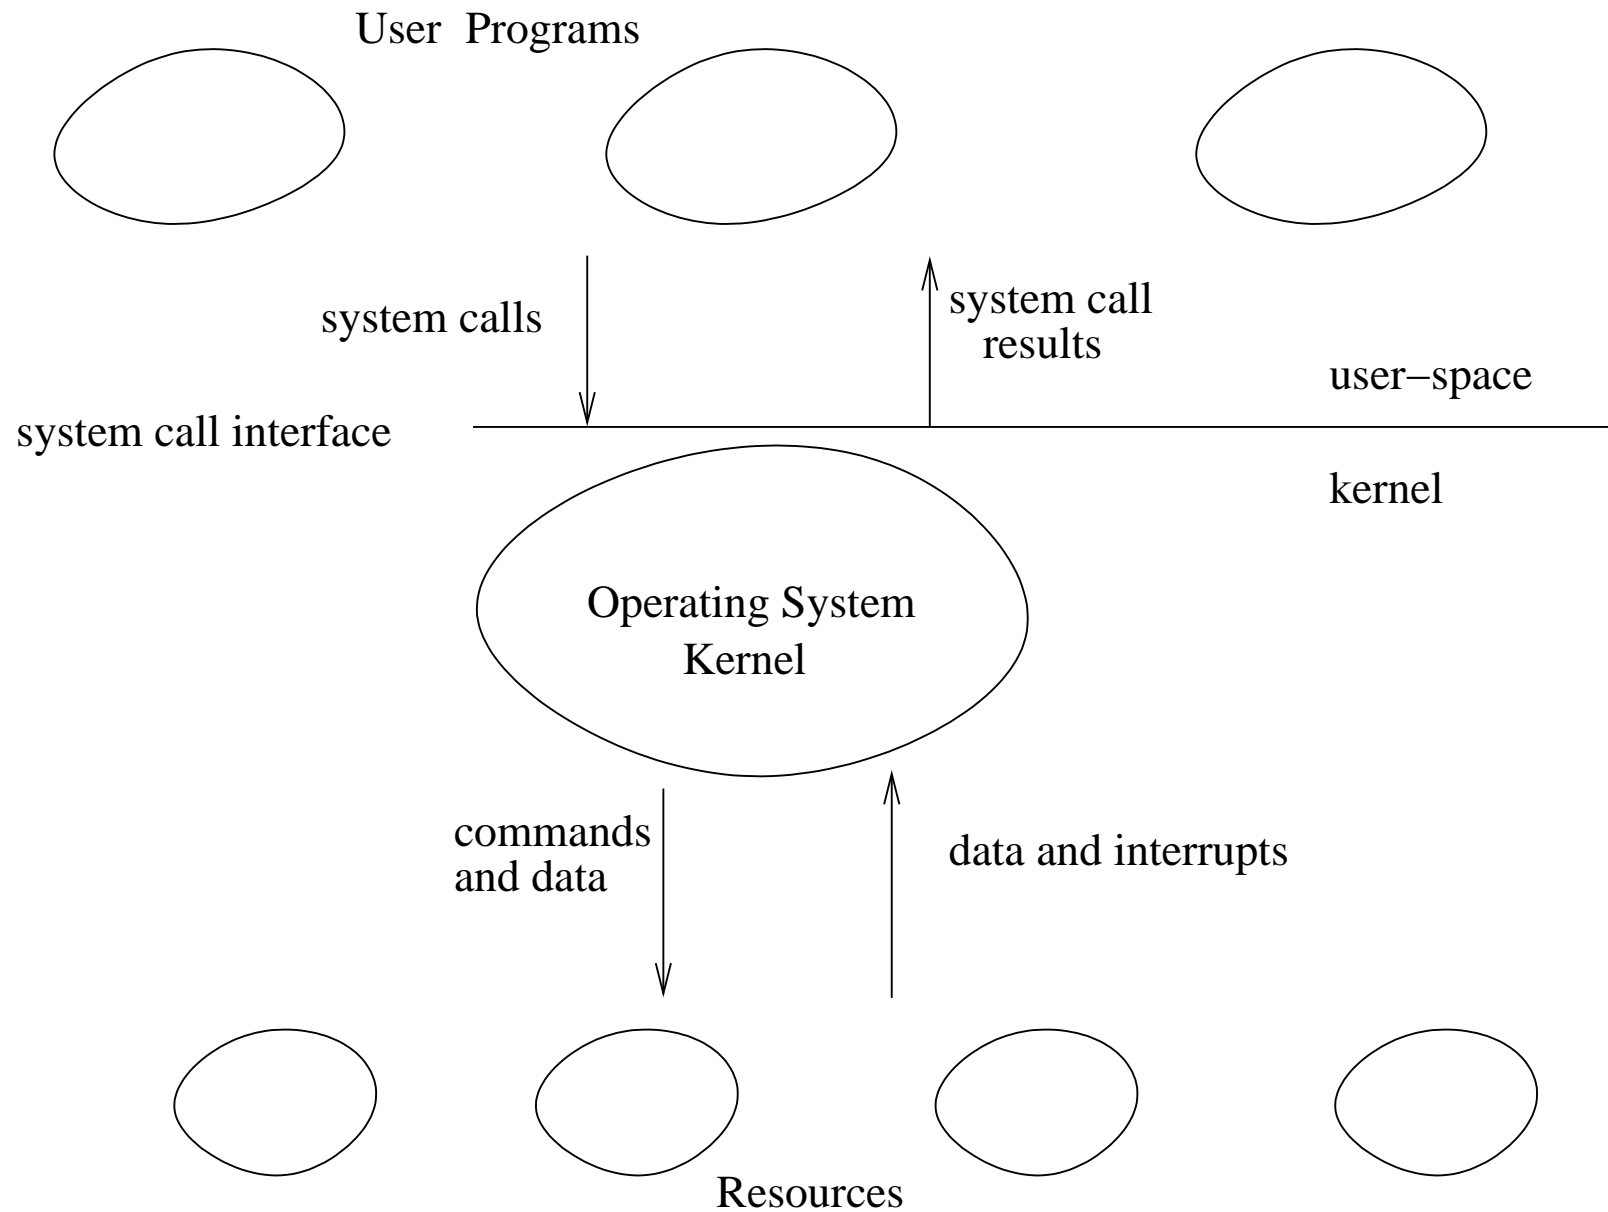 User Programs
system calls
system call
results
user–space
system call interface
kernel
Operating System
Kernel
commands
and data
data and interrupts
Resources